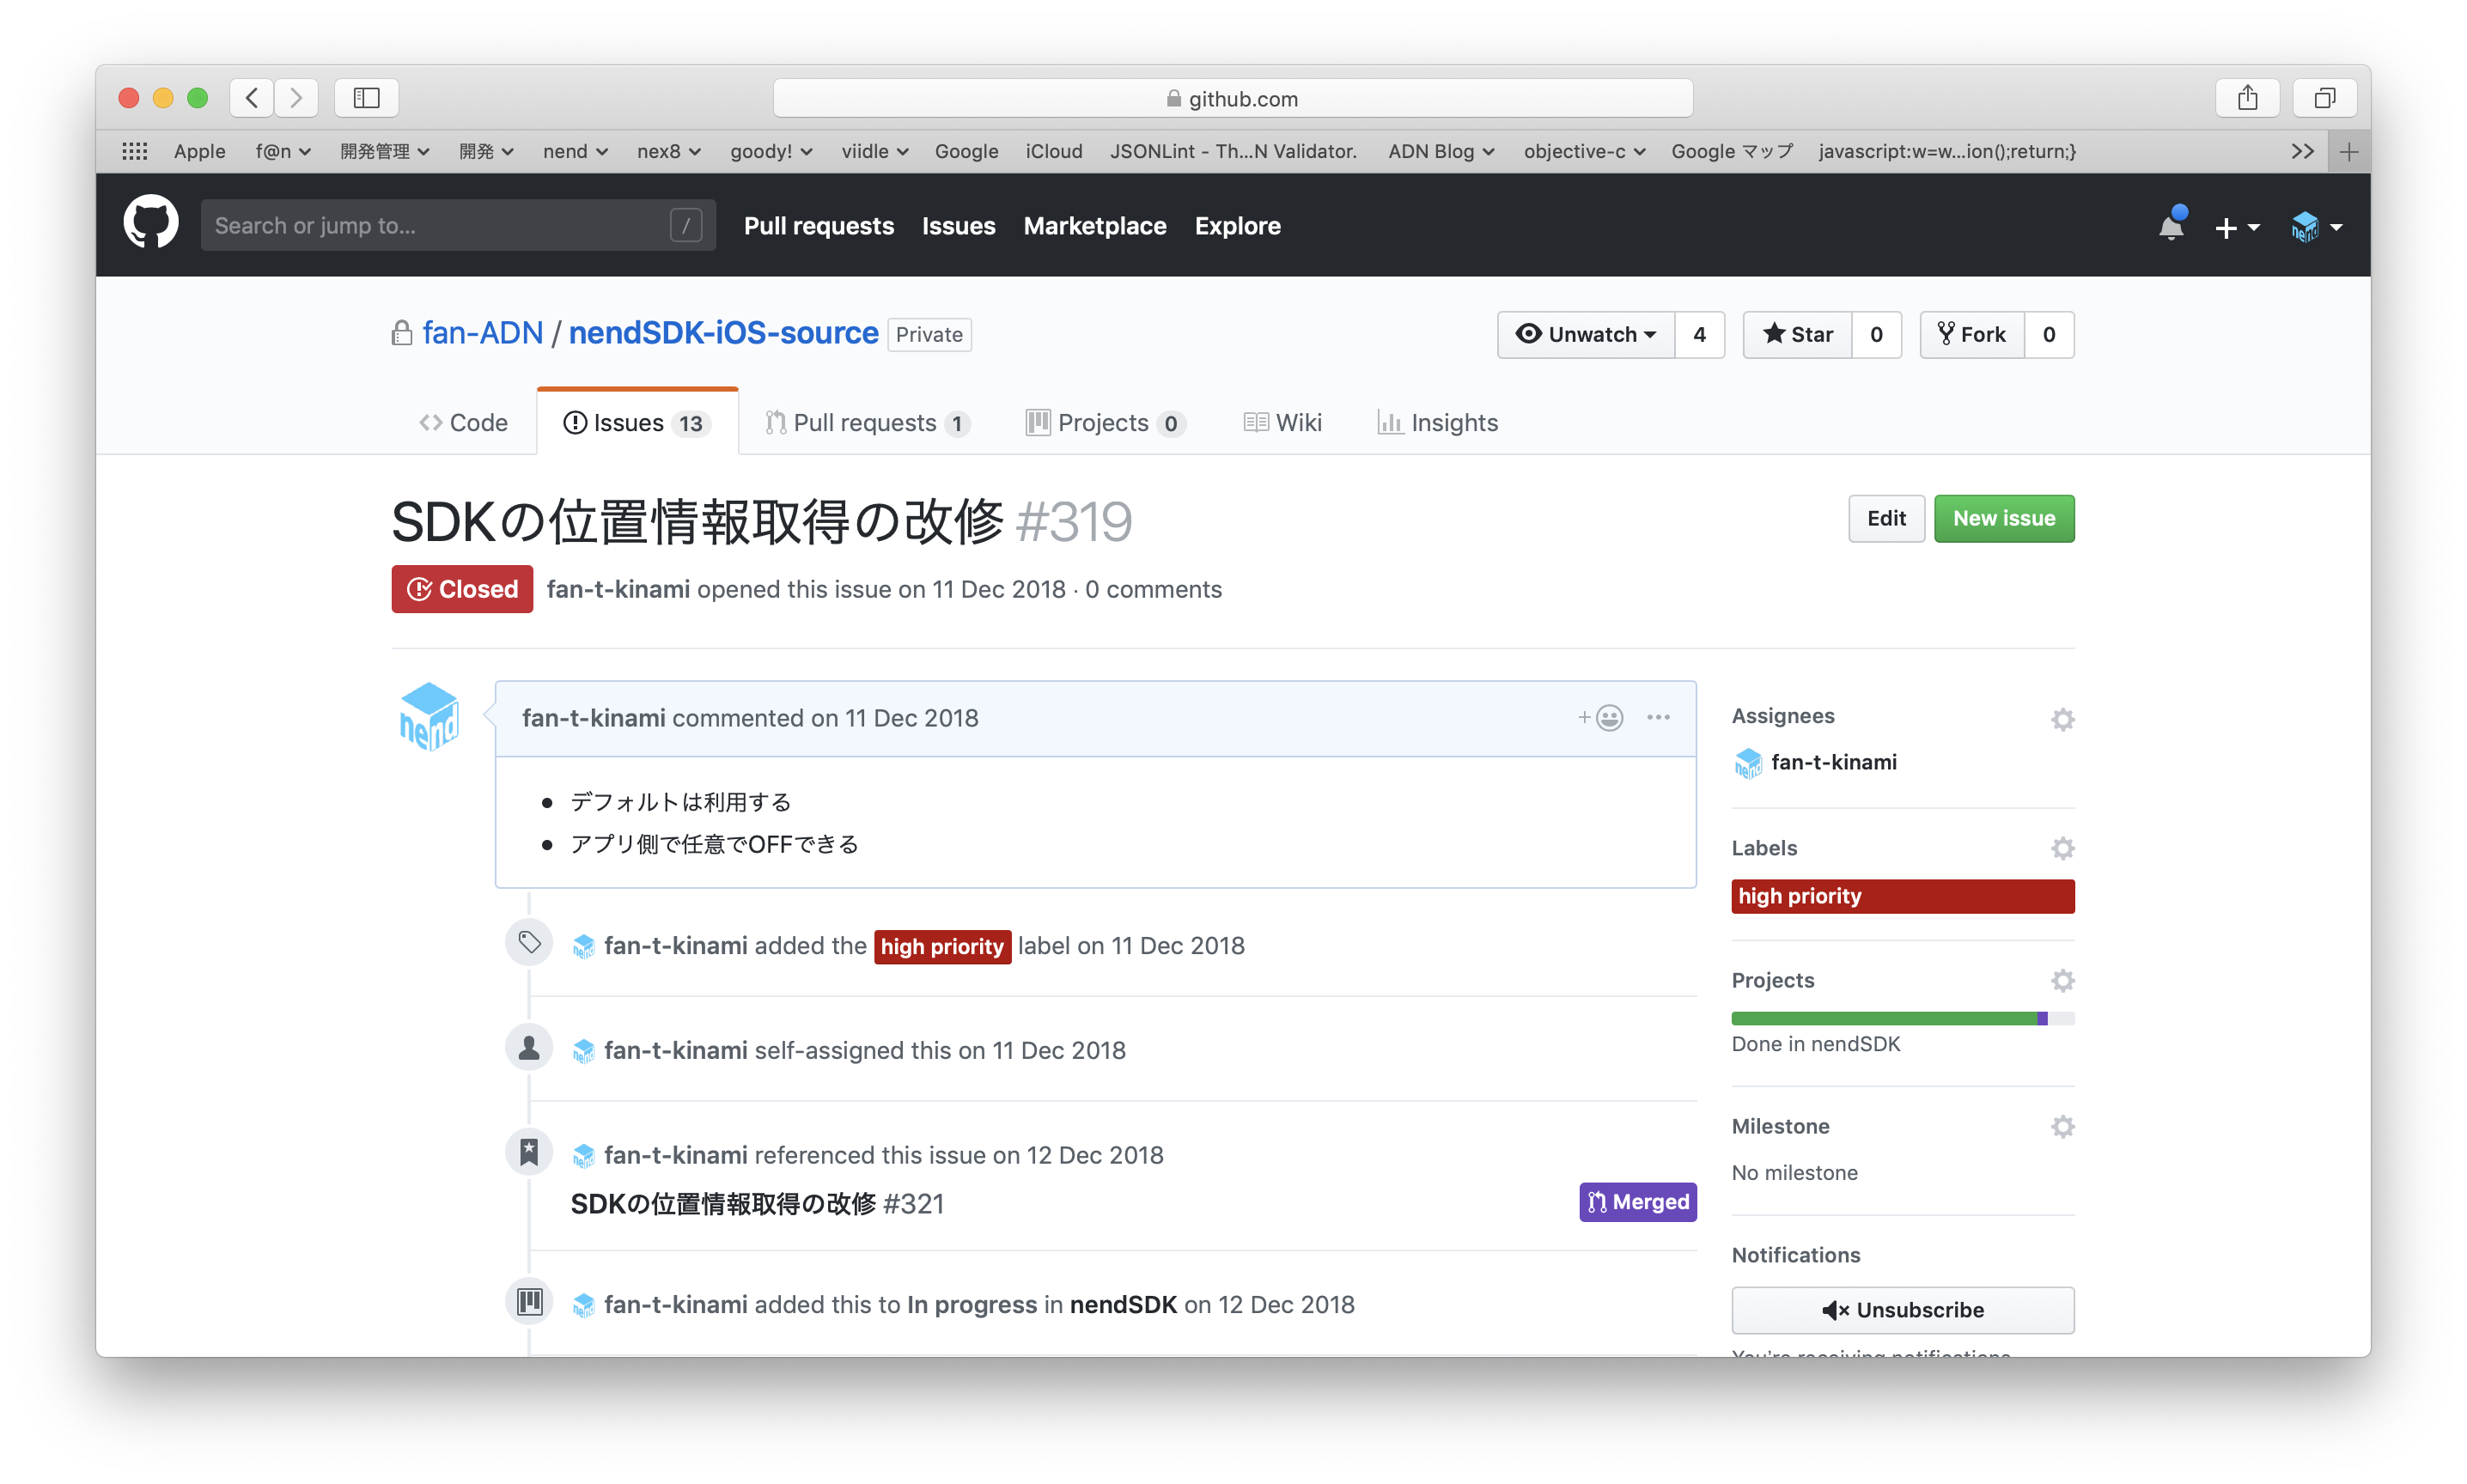 github.com
Apple f@n 開発管理 開発 nend nex8 goody! viidle Google iCloud JSONLint - Th...N Validator. ADN Blog objective-c Google マップ javascript:w=w...ion();return;}
Search or jump to... / Pull requests Issues Marketplace Explore nend
fan-ADN / nendSDK-iOS-source Private Unwatch 4 Star 0 Fork 0
Code Issues 13 Pull requests 1 Projects 0 Wiki Insights
SDKの位置情報取得の改修 #319 Edit New issue
Closed fan-t-kinami opened this issue on 11 Dec 2018 · 0 comments
nend
fan-t-kinami commented on 11 Dec 2018
• デフォルトは利用する
• アプリ側で任意でOFFできる
fan-t-kinami added the high priority label on 11 Dec 2018
fan-t-kinami self-assigned this on 11 Dec 2018
fan-t-kinami referenced this issue on 12 Dec 2018
SDKの位置情報取得の改修 #321 Merged
fan-t-kinami added this to In progress in nendSDK on 12 Dec 2018
Assignees
nend fan-t-kinami
Labels
high priority
Projects
Done in nendSDK
Milestone
No milestone
Notifications
Unsubscribe
You're receiving notifications